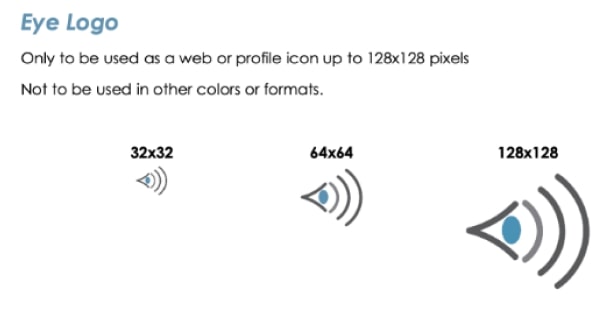 Eye Logo
Only to be used as a web or profile icon up to 128x128 pixels
Not to be used in other colors or formats.
32x32 64x64 128x128